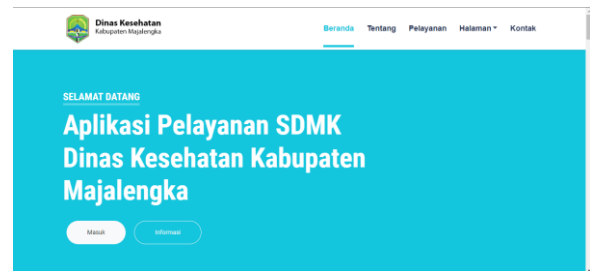 Dinas Kesehatan
Kabupaten Majalengka
Beranda Tentang Pelayanan Halaman Kontak
SELAMAT DATANG
Aplikasi Pelayanan SDMK
Dinas Kesehatan Kabupaten
Majalengka
Masuk Informasi